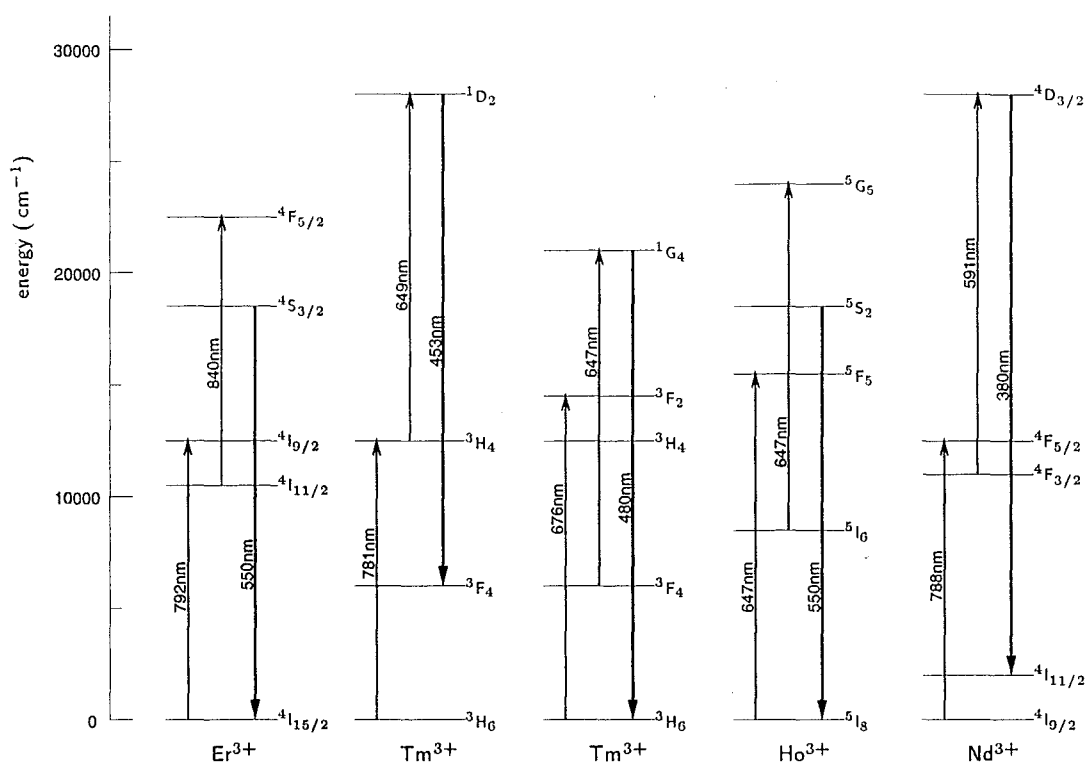 30000
20000
10000
0
energy ( cm⁻¹ )
⁴F₅/₂
⁴S₃/₂
⁴I₉/₂
⁴I₁₁/₂
⁴I₁₅/₂
840nm
792nm
550nm
Er³⁺
¹D₂
³H₄
³F₄
³H₆
649nm
453nm
781nm
Tm³⁺
¹G₄
³F₂
³H₄
³F₄
³H₆
647nm
676nm
480nm
Tm³⁺
⁵G₅
⁵S₂
⁵F₅
⁵I₆
⁵I₈
647nm
647nm
550nm
Ho³⁺
⁴D₃/₂
⁴F₅/₂
⁴F₃/₂
⁴I₁₁/₂
⁴I₉/₂
591nm
380nm
788nm
Nd³⁺